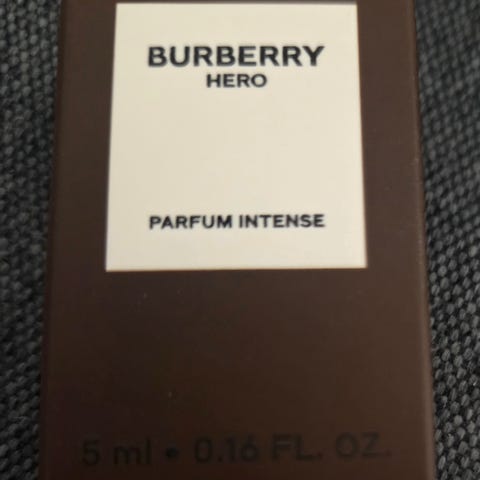 BURBERRY
HERO
PARFUM INTENSE
5 ml • 0.16 FL. OZ.